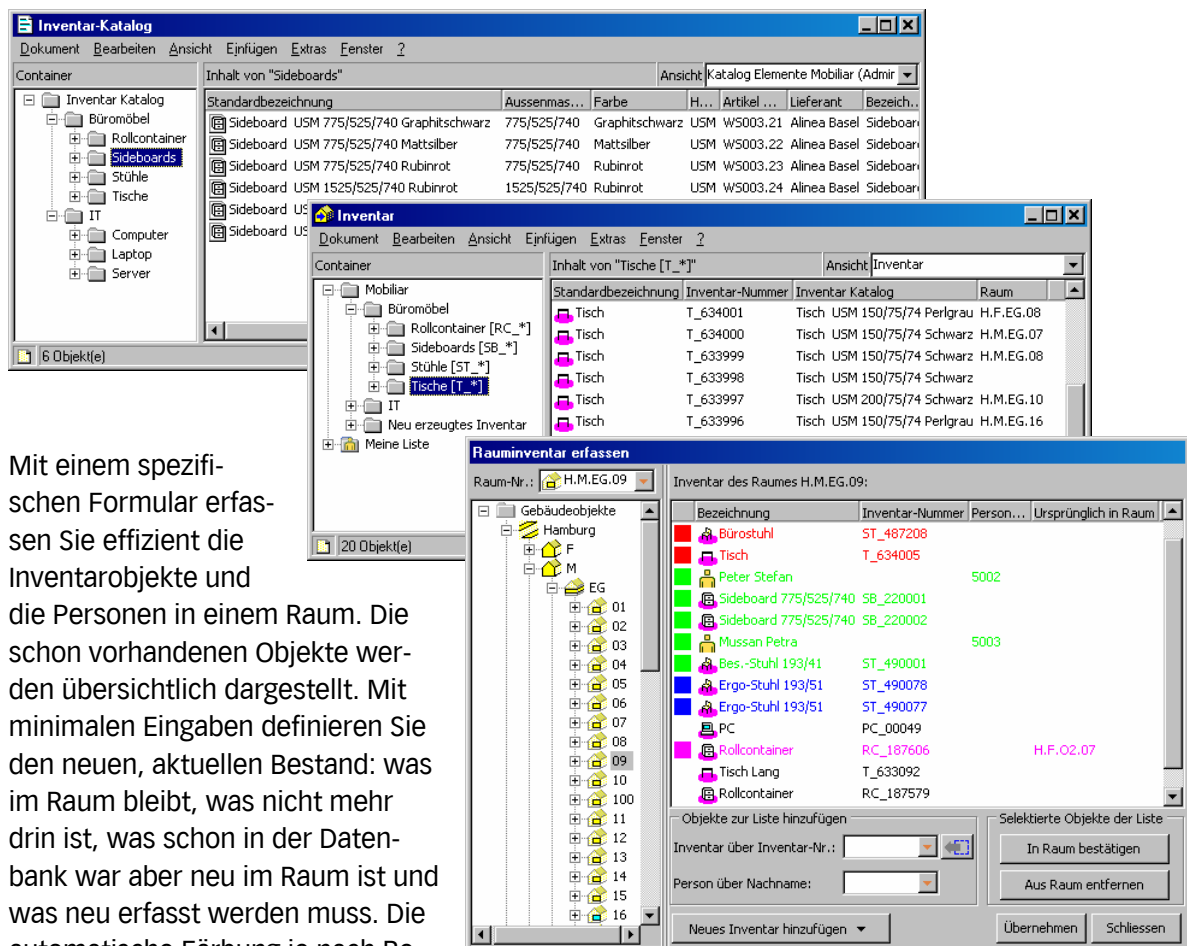 Inventar-Katalog
Dokument Bearbeiten Ansicht Einfügen Extras Fenster ?
Container
Inhalt von "Sideboards"
Ansicht Katalog Elemente Mobiliar (Admir
Inventar Katalog
Büromöbel
Rollcontainer
Sideboards
Stühle
Tische
IT
Computer
Laptop
Server
Standardbezeichnung Aussenmas... Farbe H... Artikel ... Lieferant Bezeich..
Sideboard USM 775/525/740 Graphitschwarz 775/525/740 Graphitschwarz USM WS003.21 Alinea Basel Sideboar
Sideboard USM 775/525/740 Mattsilber 775/525/740 Mattsilber USM WS003.22 Alinea Basel Sideboar
Sideboard USM 775/525/740 Rubinrot 775/525/740 Rubinrot USM WS003.23 Alinea Basel Sideboar
Sideboard USM 1525/525/740 Rubinrot 1525/525/740 Rubinrot USM WS003.24 Alinea Basel Sideboar
Sideboard US
Sideboard US
6 Objekt(e)
Inventar
Dokument Bearbeiten Ansicht Einfügen Extras Fenster ?
Container
Inhalt von "Tische [T_*]"
Ansicht Inventar
Mobiliar
Büromöbel
Rollcontainer [RC_*]
Sideboards [SB_*]
Stühle [ST_*]
Tische [T_*]
IT
Neu erzeugtes Inventar
Meine Liste
Standardbezeichnung Inventar-Nummer Inventar Katalog Raum
Tisch T_634001 Tisch USM 150/75/74 Perlgrau H.F.EG.08
Tisch T_634000 Tisch USM 150/75/74 Schwarz H.M.EG.07
Tisch T_633999 Tisch USM 150/75/74 Schwarz H.M.EG.08
Tisch T_633998 Tisch USM 150/75/74 Schwarz
Tisch T_633997 Tisch USM 200/75/74 Schwarz H.M.EG.10
Tisch T_633996 Tisch USM 150/75/74 Perlgrau H.M.EG.16
20 Objekt(e)
Mit einem spezifi-
schen Formular erfas-
sen Sie effizient die
Inventarobjekte und
die Personen in einem Raum. Die
schon vorhandenen Objekte wer-
den übersichtlich dargestellt. Mit
minimalen Eingaben definieren Sie
den neuen, aktuellen Bestand: was
im Raum bleibt, was nicht mehr
drin ist, was schon in der Daten-
bank war aber neu im Raum ist und
was neu erfasst werden muss. Die
automatische Färbung je nach Be-
Rauminventar erfassen
Raum-Nr.: H.M.EG.09
Inventar des Raumes H.M.EG.09:
Gebäudeobjekte
Hamburg
F
M
EG
01
02
03
04
05
06
07
08
09
10
100
11
12
13
14
15
16
Bezeichnung Inventar-Nummer Person... Ursprünglich in Raum
Bürostuhl ST_487208
Tisch T_634005
Peter Stefan 5002
Sideboard 775/525/740 SB_220001
Sideboard 775/525/740 SB_220002
Mussan Petra 5003
Bes.-Stuhl 193/41 ST_490001
Ergo-Stuhl 193/51 ST_490078
Ergo-Stuhl 193/51 ST_490077
PC PC_00049
Rollcontainer RC_187606 H.F.O2.07
Tisch Lang T_633092
Rollcontainer RC_187579
Objekte zur Liste hinzufügen
Inventar über Inventar-Nr.:
Person über Nachname:
Selektierte Objekte der Liste
In Raum bestätigen
Aus Raum entfernen
Neues Inventar hinzufügen
Übernehmen
Schliessen